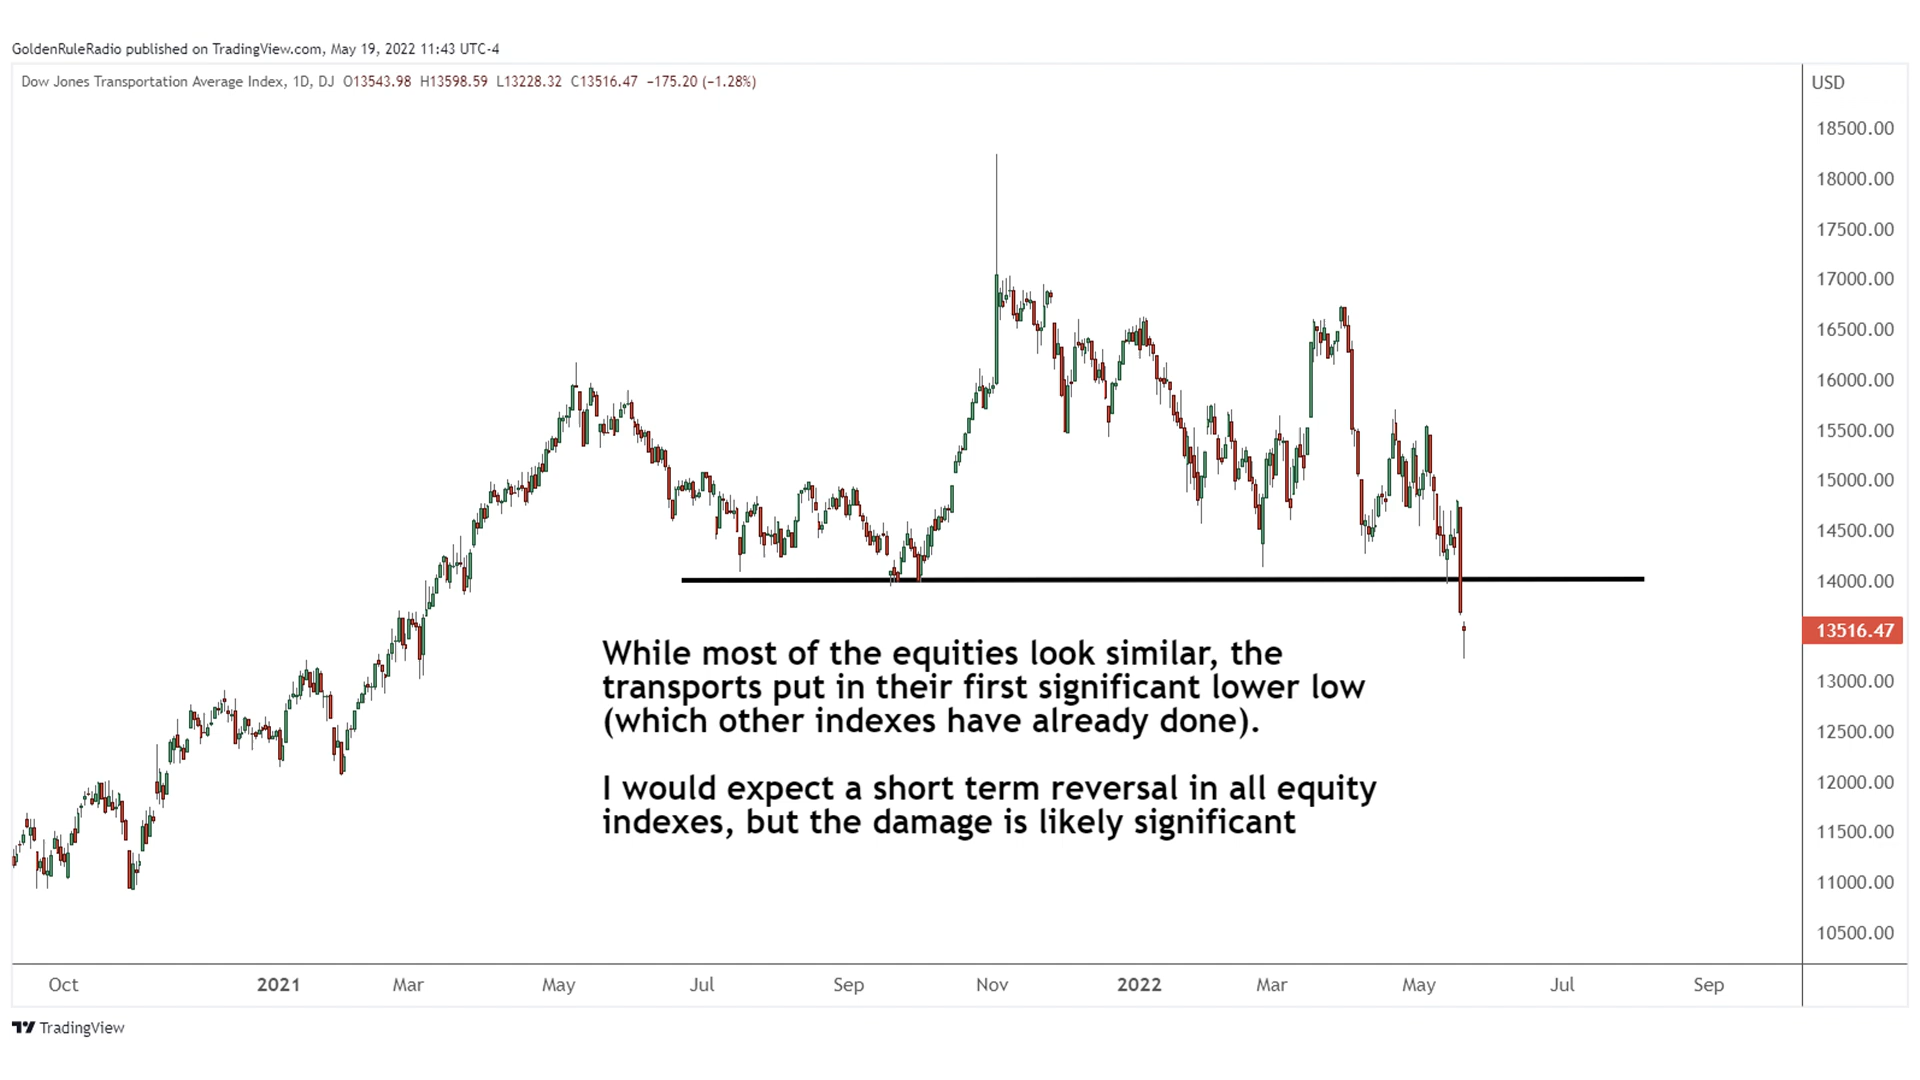 GoldenRuleRadio published on TradingView.com, May 19, 2022 11:43 UTC-4
Dow Jones Transportation Average Index, 1D, DJ O13543.98 H13598.59 L13228.32 C13516.47 −175.20 (−1.28%)
USD
18500.00
18000.00
17500.00
17000.00
16500.00
16000.00
15500.00
15000.00
14500.00
14000.00
13516.47
13000.00
12500.00
12000.00
11500.00
11000.00
10500.00
While most of the equities look similar, the
transports put in their first significant lower low
(which other indexes have already done).
I would expect a short term reversal in all equity
indexes, but the damage is likely significant
Oct 2021 Mar May Jul Sep Nov 2022 Mar May Jul Sep
TradingView